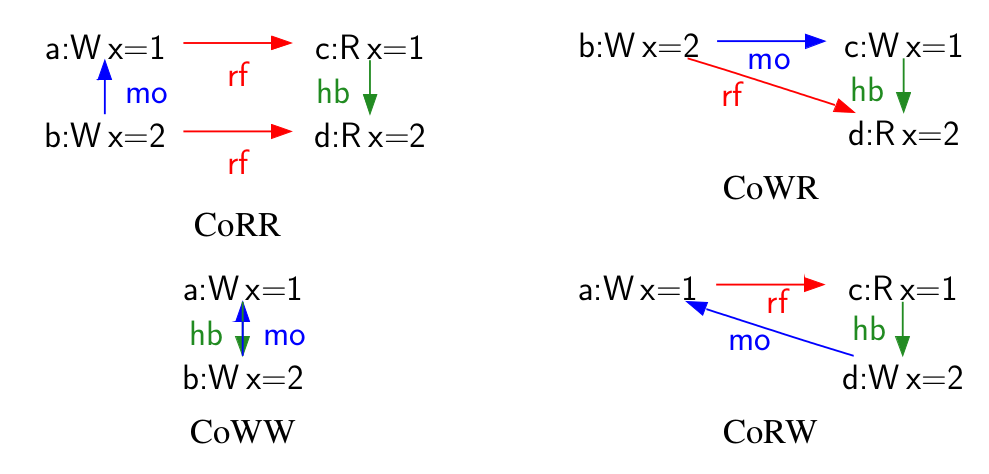 a:W x=1 rf c:R x=1
mo hb
b:W x=2 rf d:R x=2
CoRR
b:W x=2 mo c:W x=1
rf hb
d:R x=2
CoWR
a:W x=1
hb mo
b:W x=2
CoWW
a:W x=1 rf c:R x=1
mo hb
d:W x=2
CoRW